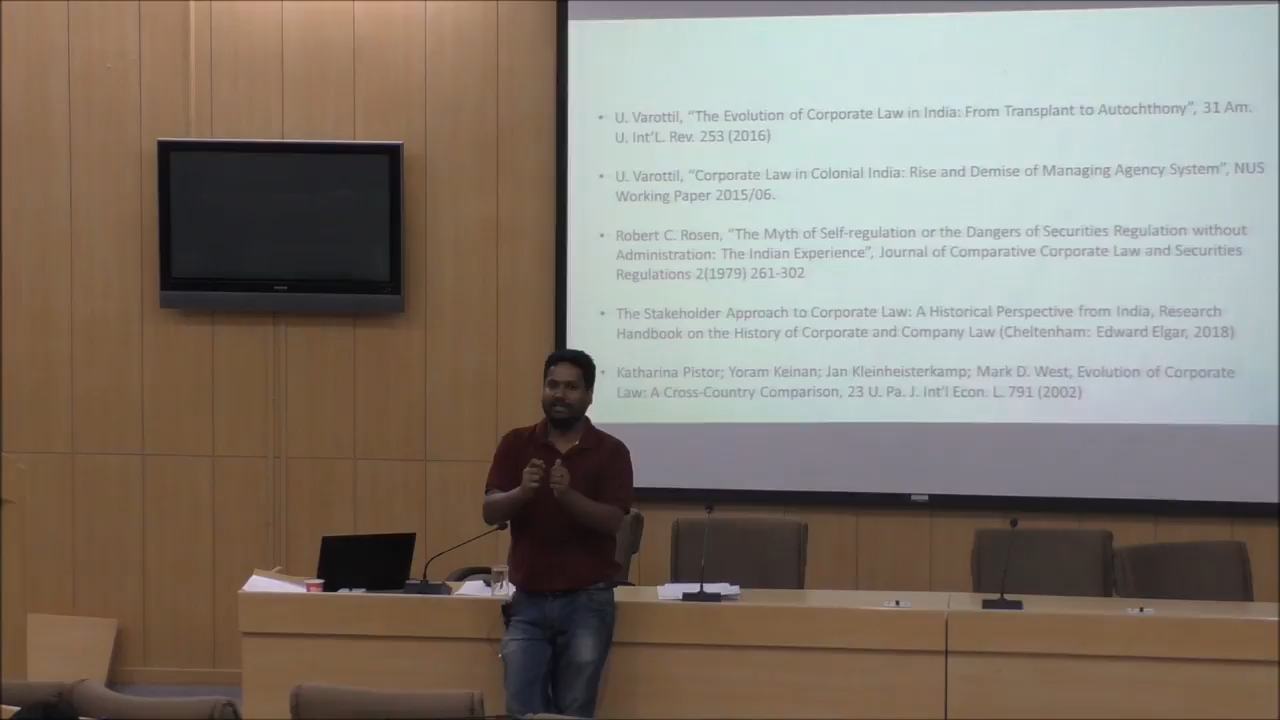 • U. Varottil, “The Evolution of Corporate Law in India: From Transplant to Autochthony”, 31 Am.
U. Int’L. Rev. 253 (2016)
• U. Varottil, “Corporate Law in Colonial India: Rise and Demise of Managing Agency System”, NUS
Working Paper 2015/06.
• Robert C. Rosen, “The Myth of Self-regulation or the Dangers of Securities Regulation without
Administration: The Indian Experience”, Journal of Comparative Corporate Law and Securities
Regulations 2(1979) 261-302
• The Stakeholder Approach to Corporate Law: A Historical Perspective from India, Research
Handbook on the History of Corporate and Company Law (Cheltenham: Edward Elgar, 2018)
• Katharina Pistor; Yoram Keinan; Jan Kleinheisterkamp; Mark D. West, Evolution of Corporate
Law: A Cross-Country Comparison, 23 U. Pa. J. Int’l Econ. L. 791 (2002)